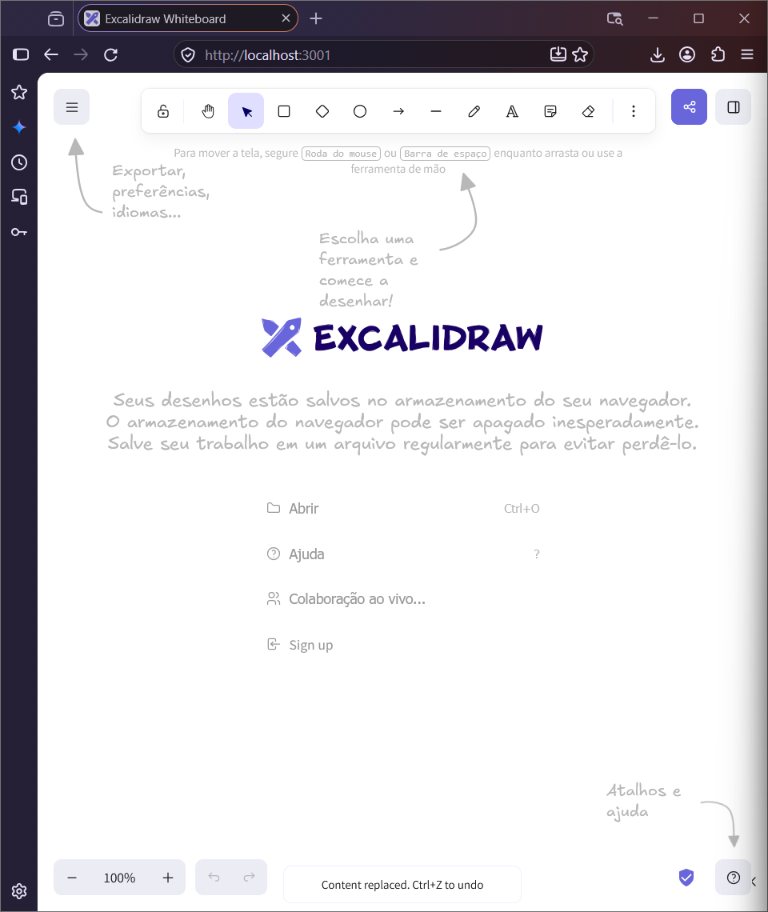 Excalidraw Whiteboard
http://localhost:3001
Para mover a tela, segure Roda do mouse ou Barra de espaço enquanto arrasta ou use a
ferramenta de mão
Exportar,
preferências,
idiomas...
Escolha uma
ferramenta e
comece a
desenhar!
EXCALIDRAW
Seus desenhos estão salvos no armazenamento do seu navegador.
O armazenamento do navegador pode ser apagado inesperadamente.
Salve seu trabalho em um arquivo regularmente para evitar perdê-lo.
Abrir Ctrl+O
Ajuda ?
Colaboração ao vivo...
Sign up
Atalhos e
ajuda
100%
Content replaced. Ctrl+Z to undo